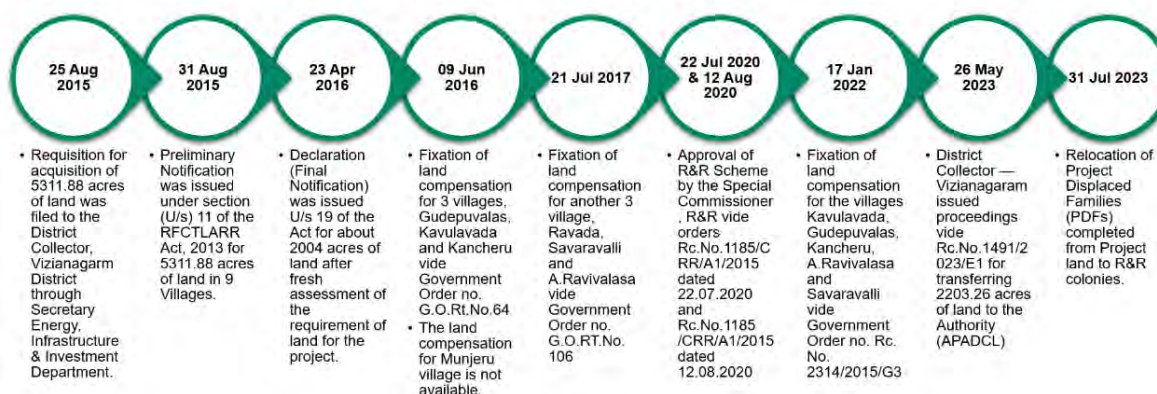 25 Aug
2015
31 Aug
2015
23 Apr
2016
09 Jun
2016
21 Jul 2017
22 Jul 2020
& 12 Aug
2020
17 Jan
2022
26 May
2023
31 Jul 2023
• Requisition for
acquisition of
5311.88 acres
of land was
filed to the
District
Collector,
Vizianagarm
District
through
Secretary
Energy,
Infrastructure
& Investment
Department.
• Preliminary
Notification
was issued
under section
(U/s) 11 of the
RFCTLARR
Act, 2013 for
5311.88 acres
of land in 9
Villages.
• Declaration
(Final
Notification)
was issued
U/s 19 of the
Act for about
2004 acres of
land after
fresh
assessment of
the
requirement of
land for the
project.
• Fixation of
land
compensation
for 3 villages,
Gudepuvalas,
Kavulavada
and Kancheru
vide
Government
Order no.
G.O.Rt,No.64
• The land
compensation
for Munjeru
village is not
available.
• Fixation of
land
compensation
for another 3
village,
Ravada,
Savaravalli
and
A.Ravivalasa
vide
Government
Order no.
G.O.RT.No.
106
• Approval of
R&R Scheme
by the Special
Commissioner
, R&R vide
orders
Rc.No.1185/C
RR/A1/2015
dated
22.07.2020
and
Rc.No.1185
/CRR/A1/2015
dated
12.08.2020
• Fixation of
land
compensation
for the villages
Kavulavada,
Gudepuvalas,
Kancheru,
A.Ravivalasa
and
Savaravalli
vide
Government
Order no. Rc.
No.
2314/2015/G3
• District
Collector —
Vizianagaram
issued
proceedings
vide
Rc.No.1491/2
023/E1 for
transferring
2203.26 acres
of land to the
Authority
(APADCL)
• Relocation of
Project
Displaced
Families
(PDFs)
completed
from Project
land to R&R
colonies.